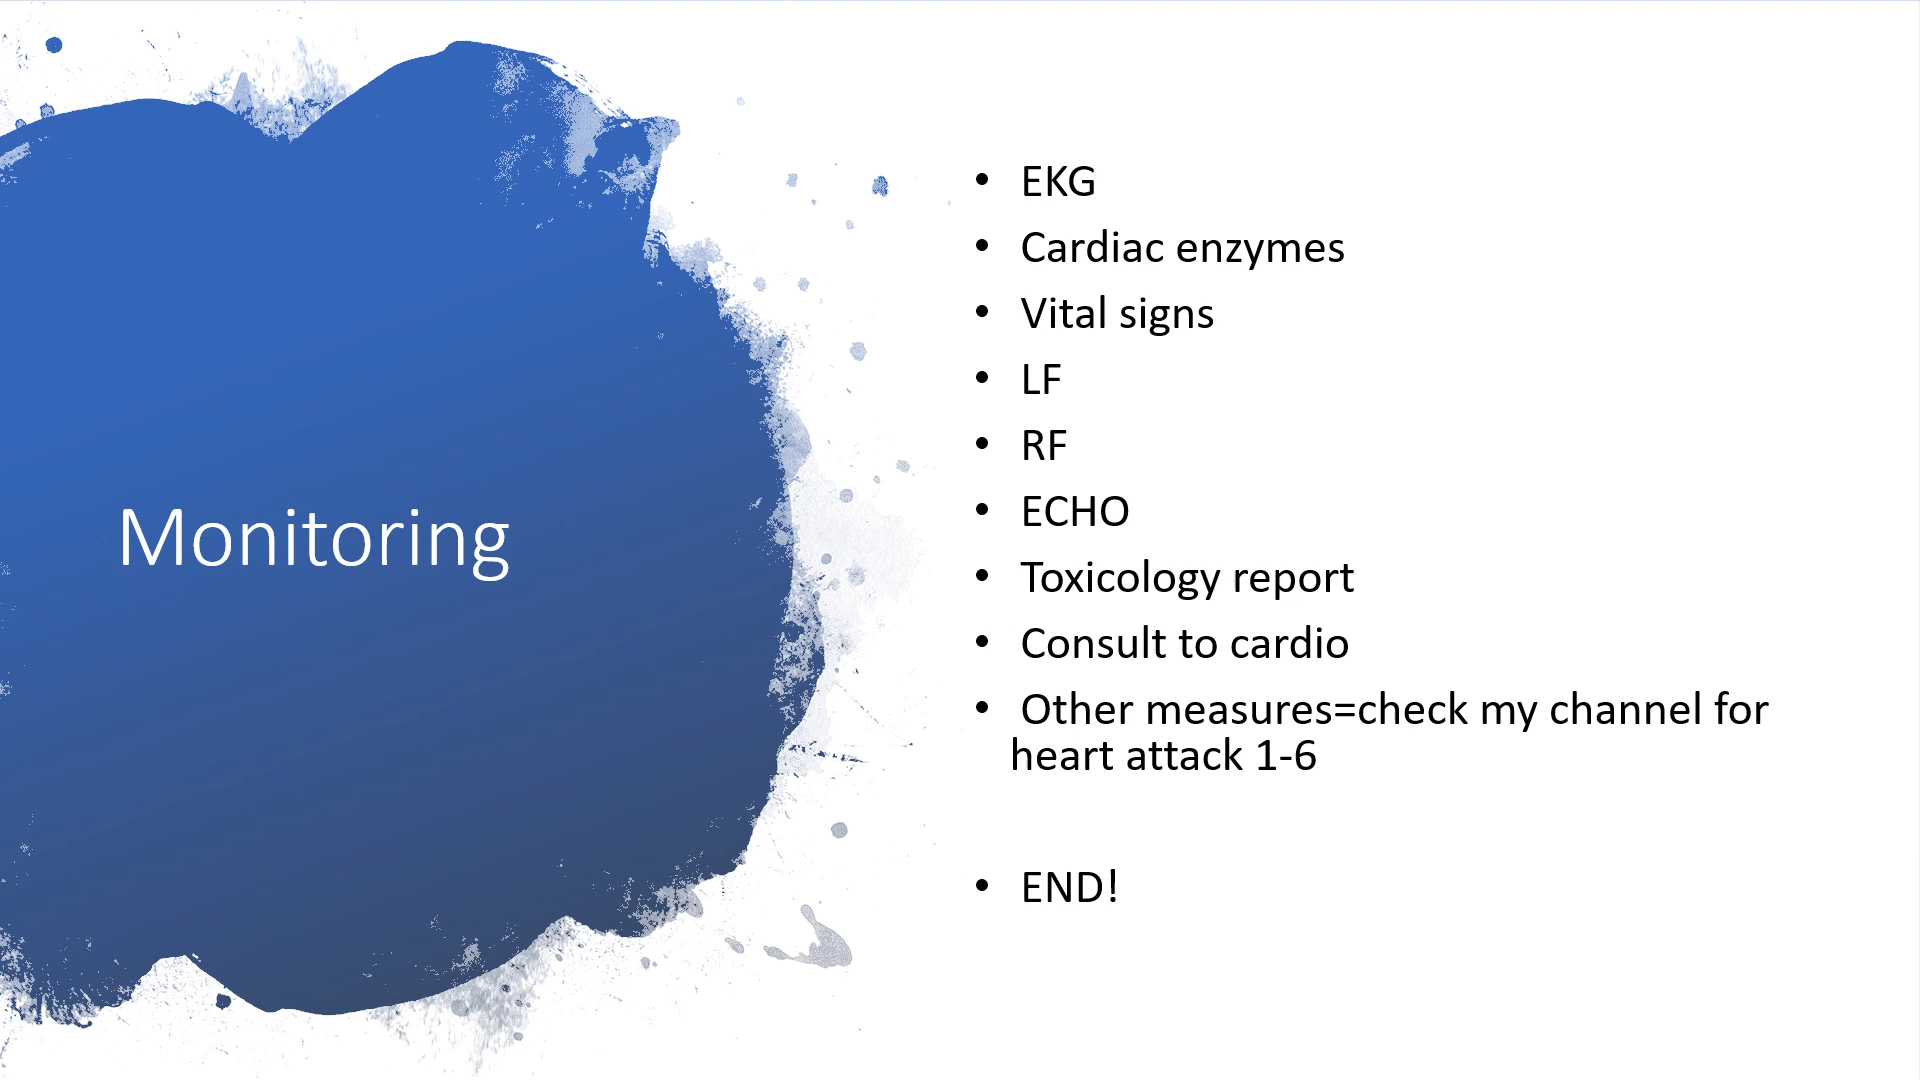 Monitoring
• EKG
• Cardiac enzymes
• Vital signs
• LF
• RF
• ECHO
• Toxicology report
• Consult to cardio
• Other measures=check my channel for
heart attack 1-6
• END!